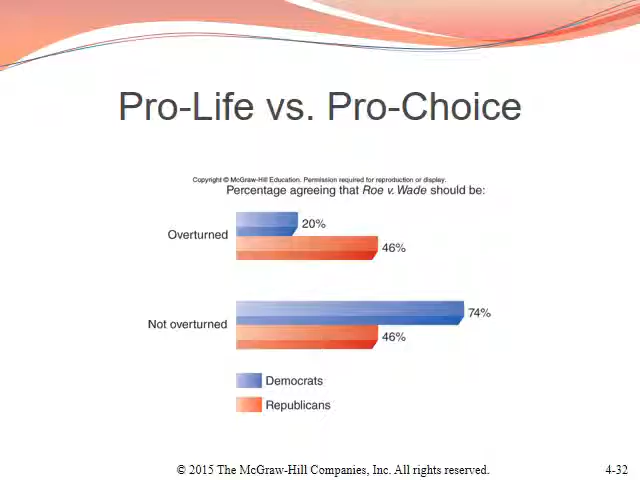 Pro-Life vs. Pro-Choice
Copyright © McGraw-Hill Education. Permission required for reproduction or display.
Percentage agreeing that Roe v. Wade should be:
Overturned
20%
46%
Not overturned
74%
46%
Democrats
Republicans
© 2015 The McGraw-Hill Companies, Inc. All rights reserved.
4-32